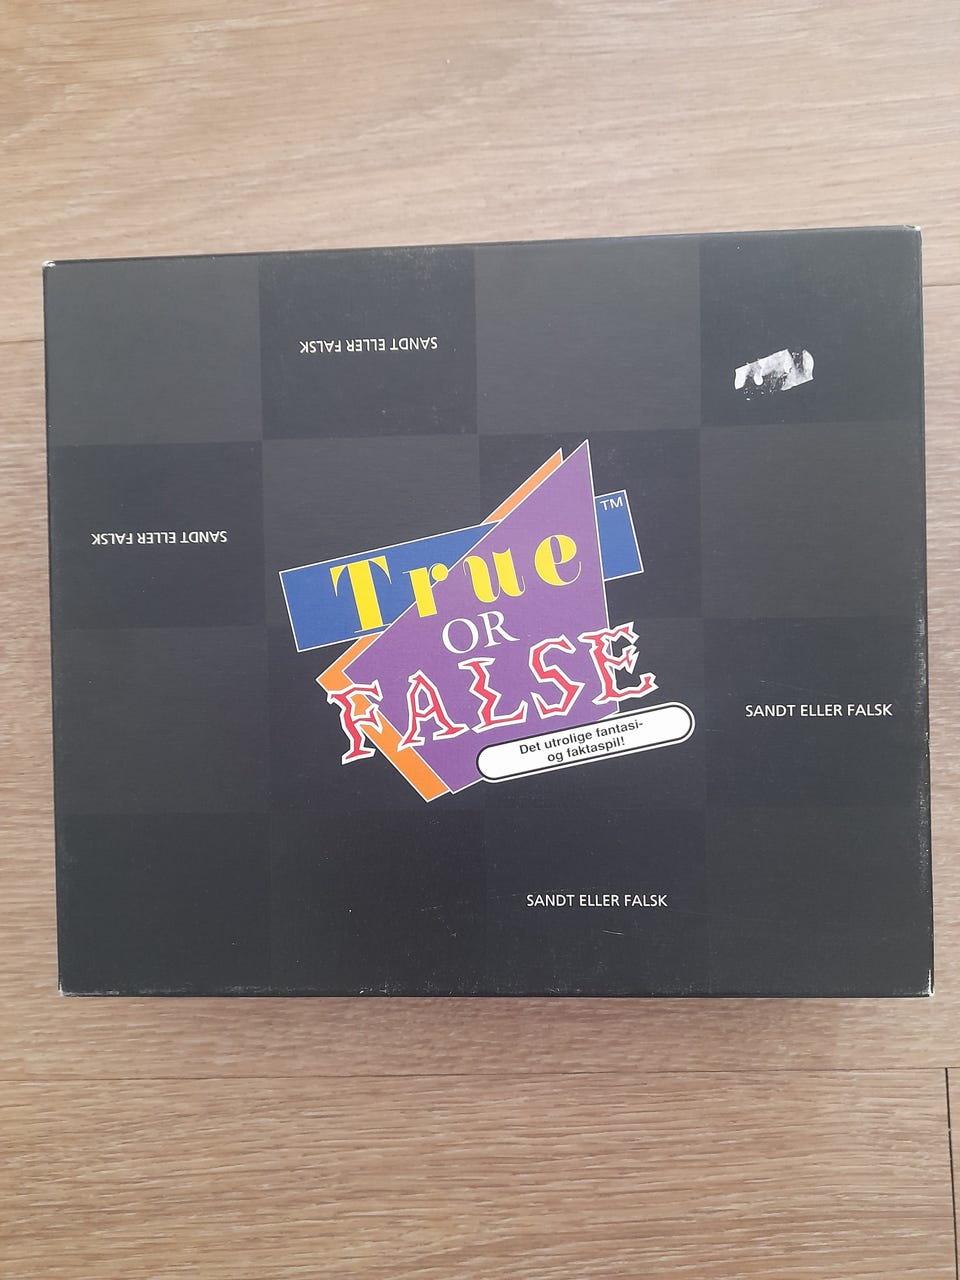 SANDT ELLER FALSK
SANDT ELLER FALSK
True
TM
OR
FALSE
Det utrolige fantasi-
og faktaspil!
SANDT ELLER FALSK
SANDT ELLER FALSK